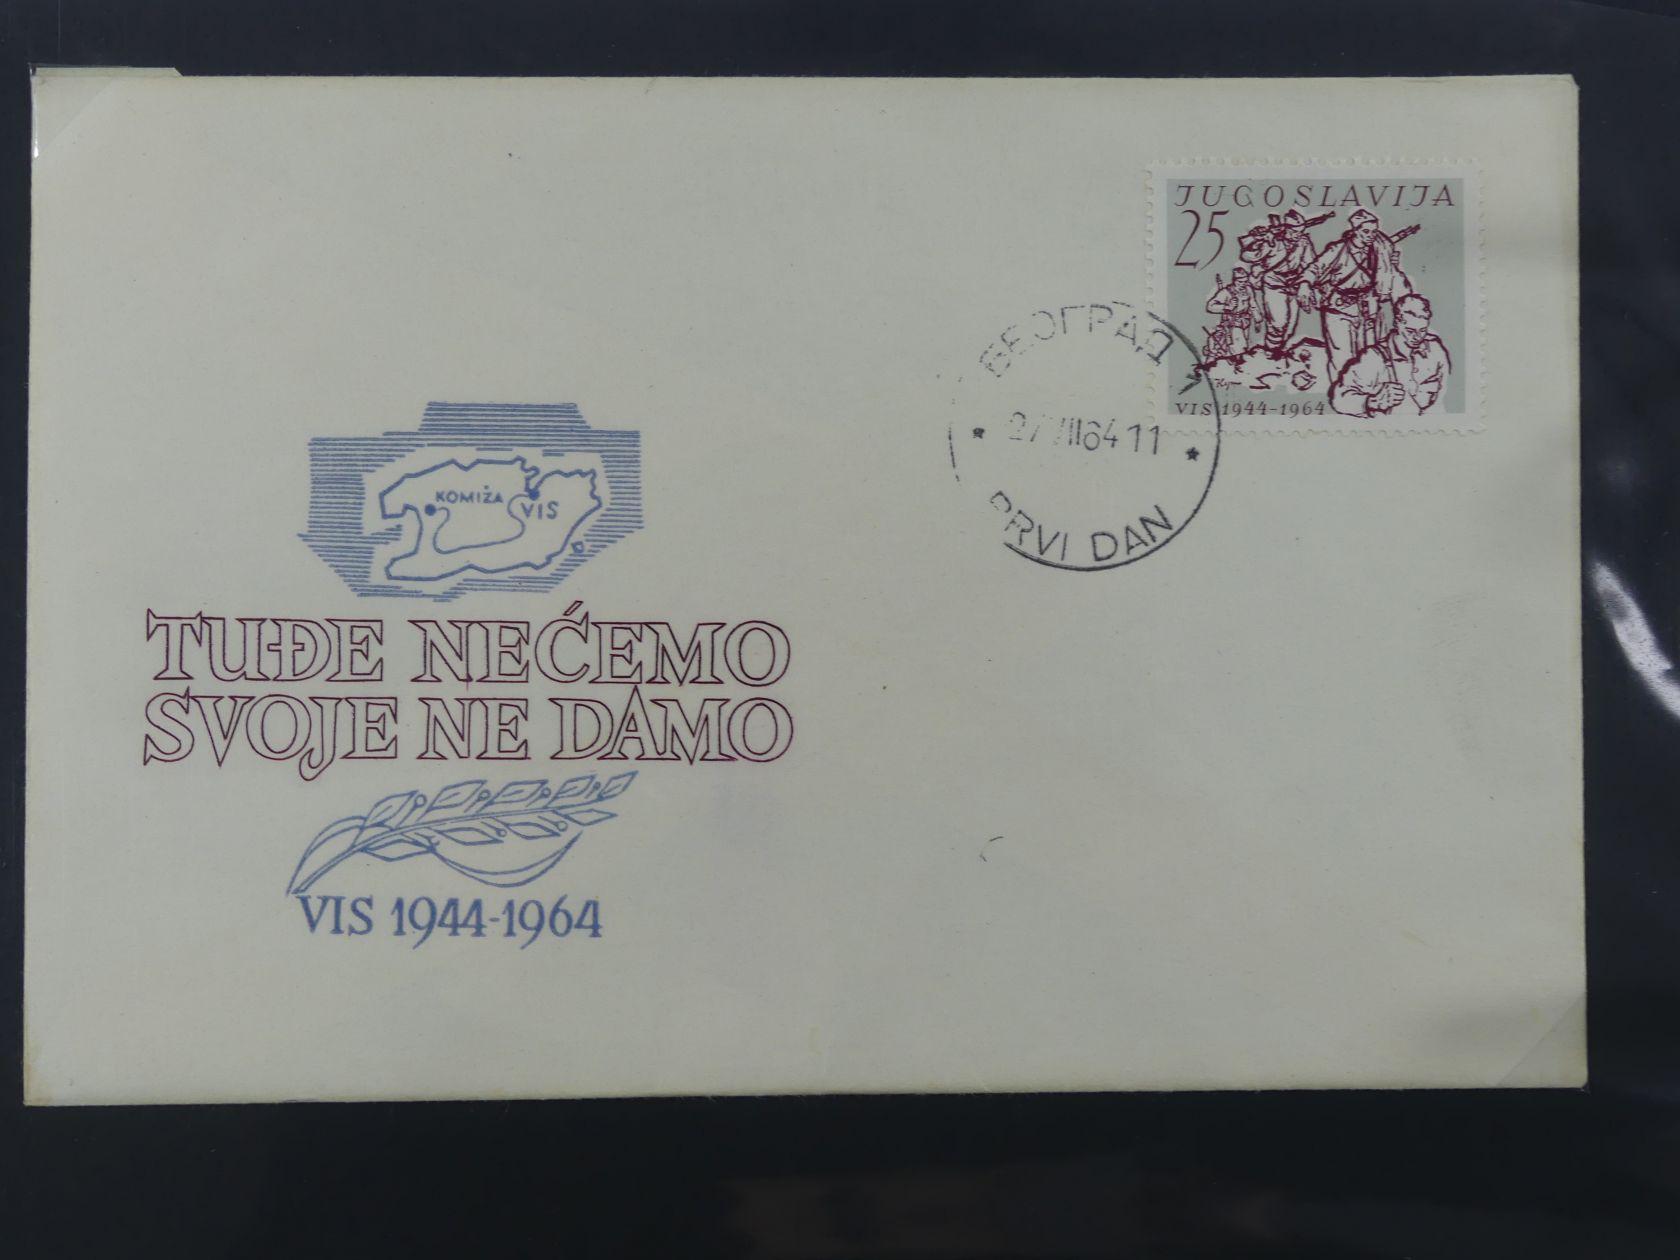 JUGOSLAVIJA
25
VIS 1944-1964
БЕОГРАД
27 VII 64 11
PRVI DAN
KOMIŽA
VIS
TUĐE NEĆEMO
SVOJE NE DAMO
VIS 1944-1964